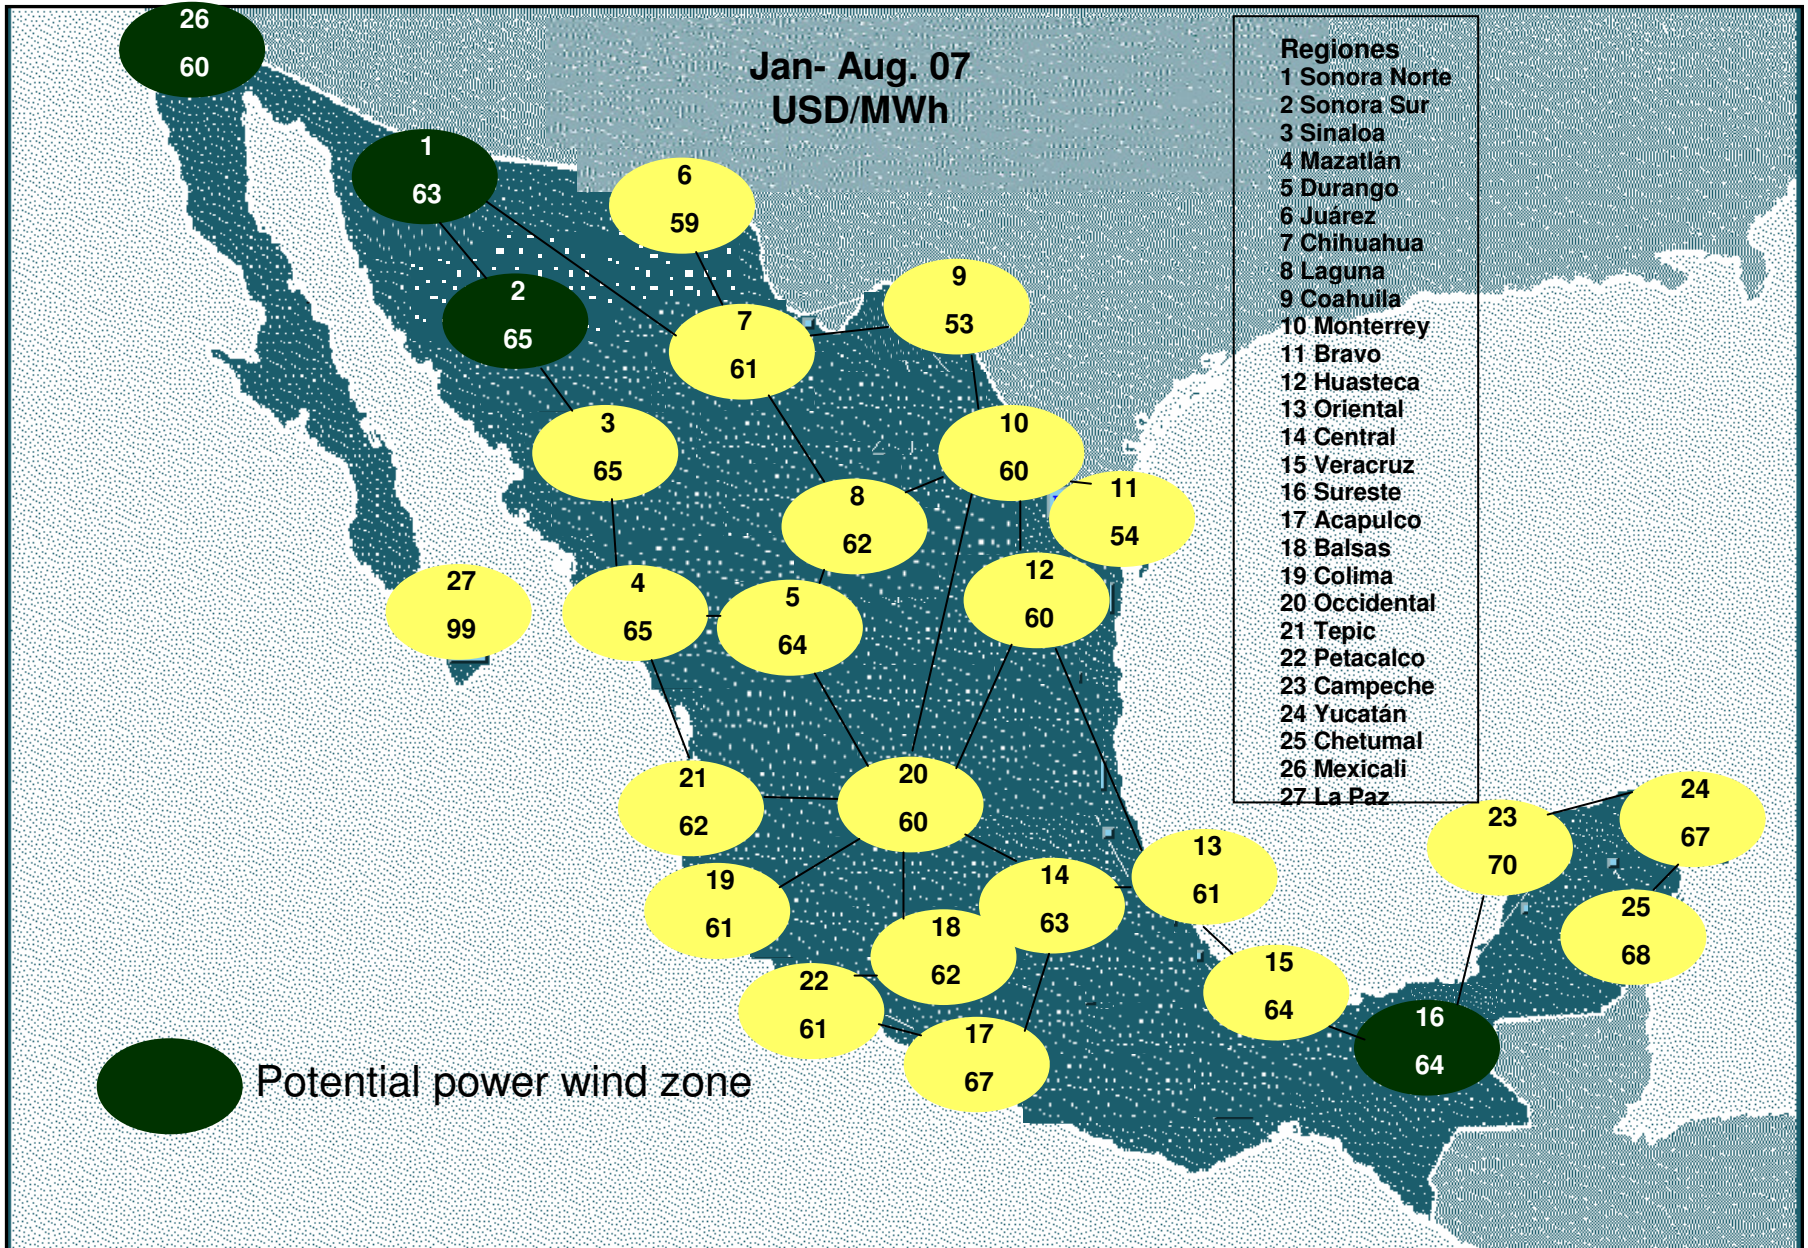 26
60
Jan- Aug. 07
USD/MWh
Regiones
1 Sonora Norte
2 Sonora Sur
3 Sinaloa
4 Mazatlán
5 Durango
6 Juárez
7 Chihuahua
8 Laguna
9 Coahuila
10 Monterrey
11 Bravo
12 Huasteca
13 Oriental
14 Central
15 Veracruz
16 Sureste
17 Acapulco
18 Balsas
19 Colima
20 Occidental
21 Tepic
22 Petacalco
23 Campeche
24 Yucatán
25 Chetumal
26 Mexicali
27 La Paz
1
63
6
59
2
65
9
53
7
61
3
65
10
60
8
62
11
54
12
60
27
99
4
65
5
64
21
62
20
60
24
67
23
70
13
61
14
63
19
61
25
68
18
62
15
64
22
61
16
64
17
67
Potential power wind zone